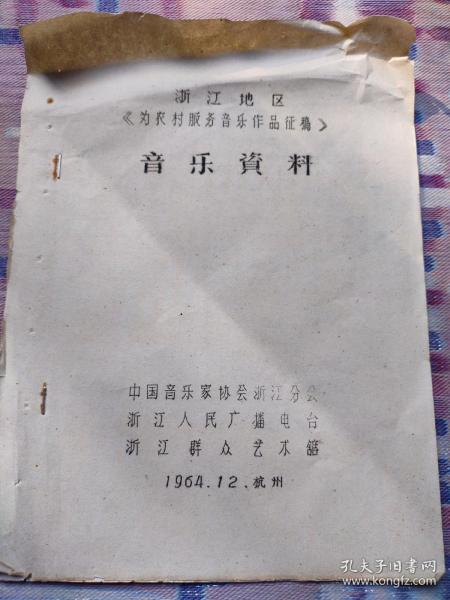 浙江地区
《为农村服务音乐作品征稿》
音乐資料
中国音乐家协会浙江分会
浙江人民广播电台
浙江群众艺术舘
1964.12.杭州
孔夫子旧书网
www.kongfz.com